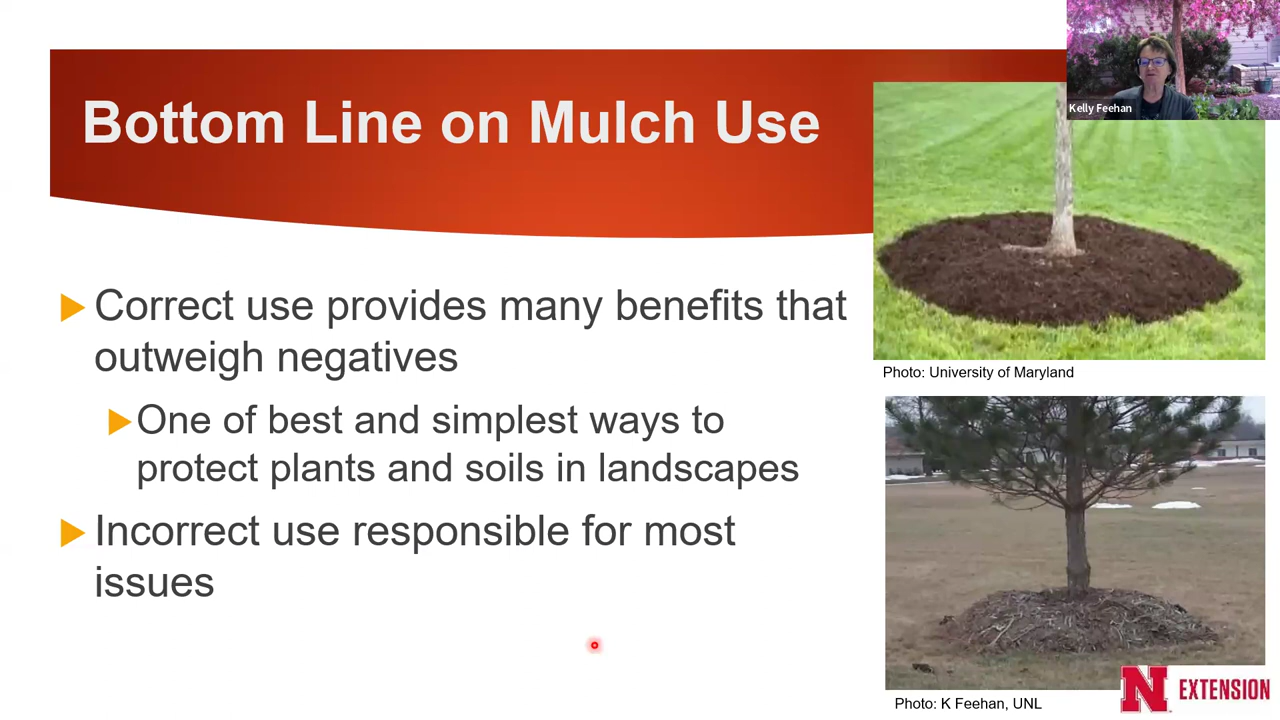 Bottom Line on Mulch Use
Kelly Feehan
Correct use provides many benefits that
outweigh negatives
One of best and simplest ways to
protect plants and soils in landscapes
Incorrect use responsible for most
issues
Photo: University of Maryland
Photo: K Feehan, UNL
N EXTENSION